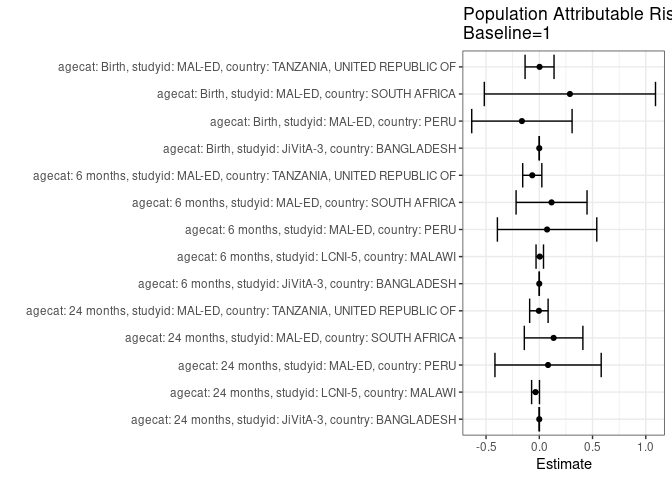 Population Attributable Ris
Baseline=1
agecat: Birth, studyid: MAL-ED, country: TANZANIA, UNITED REPUBLIC OF
agecat: Birth, studyid: MAL-ED, country: SOUTH AFRICA
agecat: Birth, studyid: MAL-ED, country: PERU
agecat: Birth, studyid: JiVitA-3, country: BANGLADESH
agecat: 6 months, studyid: MAL-ED, country: TANZANIA, UNITED REPUBLIC OF
agecat: 6 months, studyid: MAL-ED, country: SOUTH AFRICA
agecat: 6 months, studyid: MAL-ED, country: PERU
agecat: 6 months, studyid: LCNI-5, country: MALAWI
agecat: 6 months, studyid: JiVitA-3, country: BANGLADESH
agecat: 24 months, studyid: MAL-ED, country: TANZANIA, UNITED REPUBLIC OF
agecat: 24 months, studyid: MAL-ED, country: SOUTH AFRICA
agecat: 24 months, studyid: MAL-ED, country: PERU
agecat: 24 months, studyid: LCNI-5, country: MALAWI
agecat: 24 months, studyid: JiVitA-3, country: BANGLADESH
-0.5 0.0 0.5 1.0
Estimate